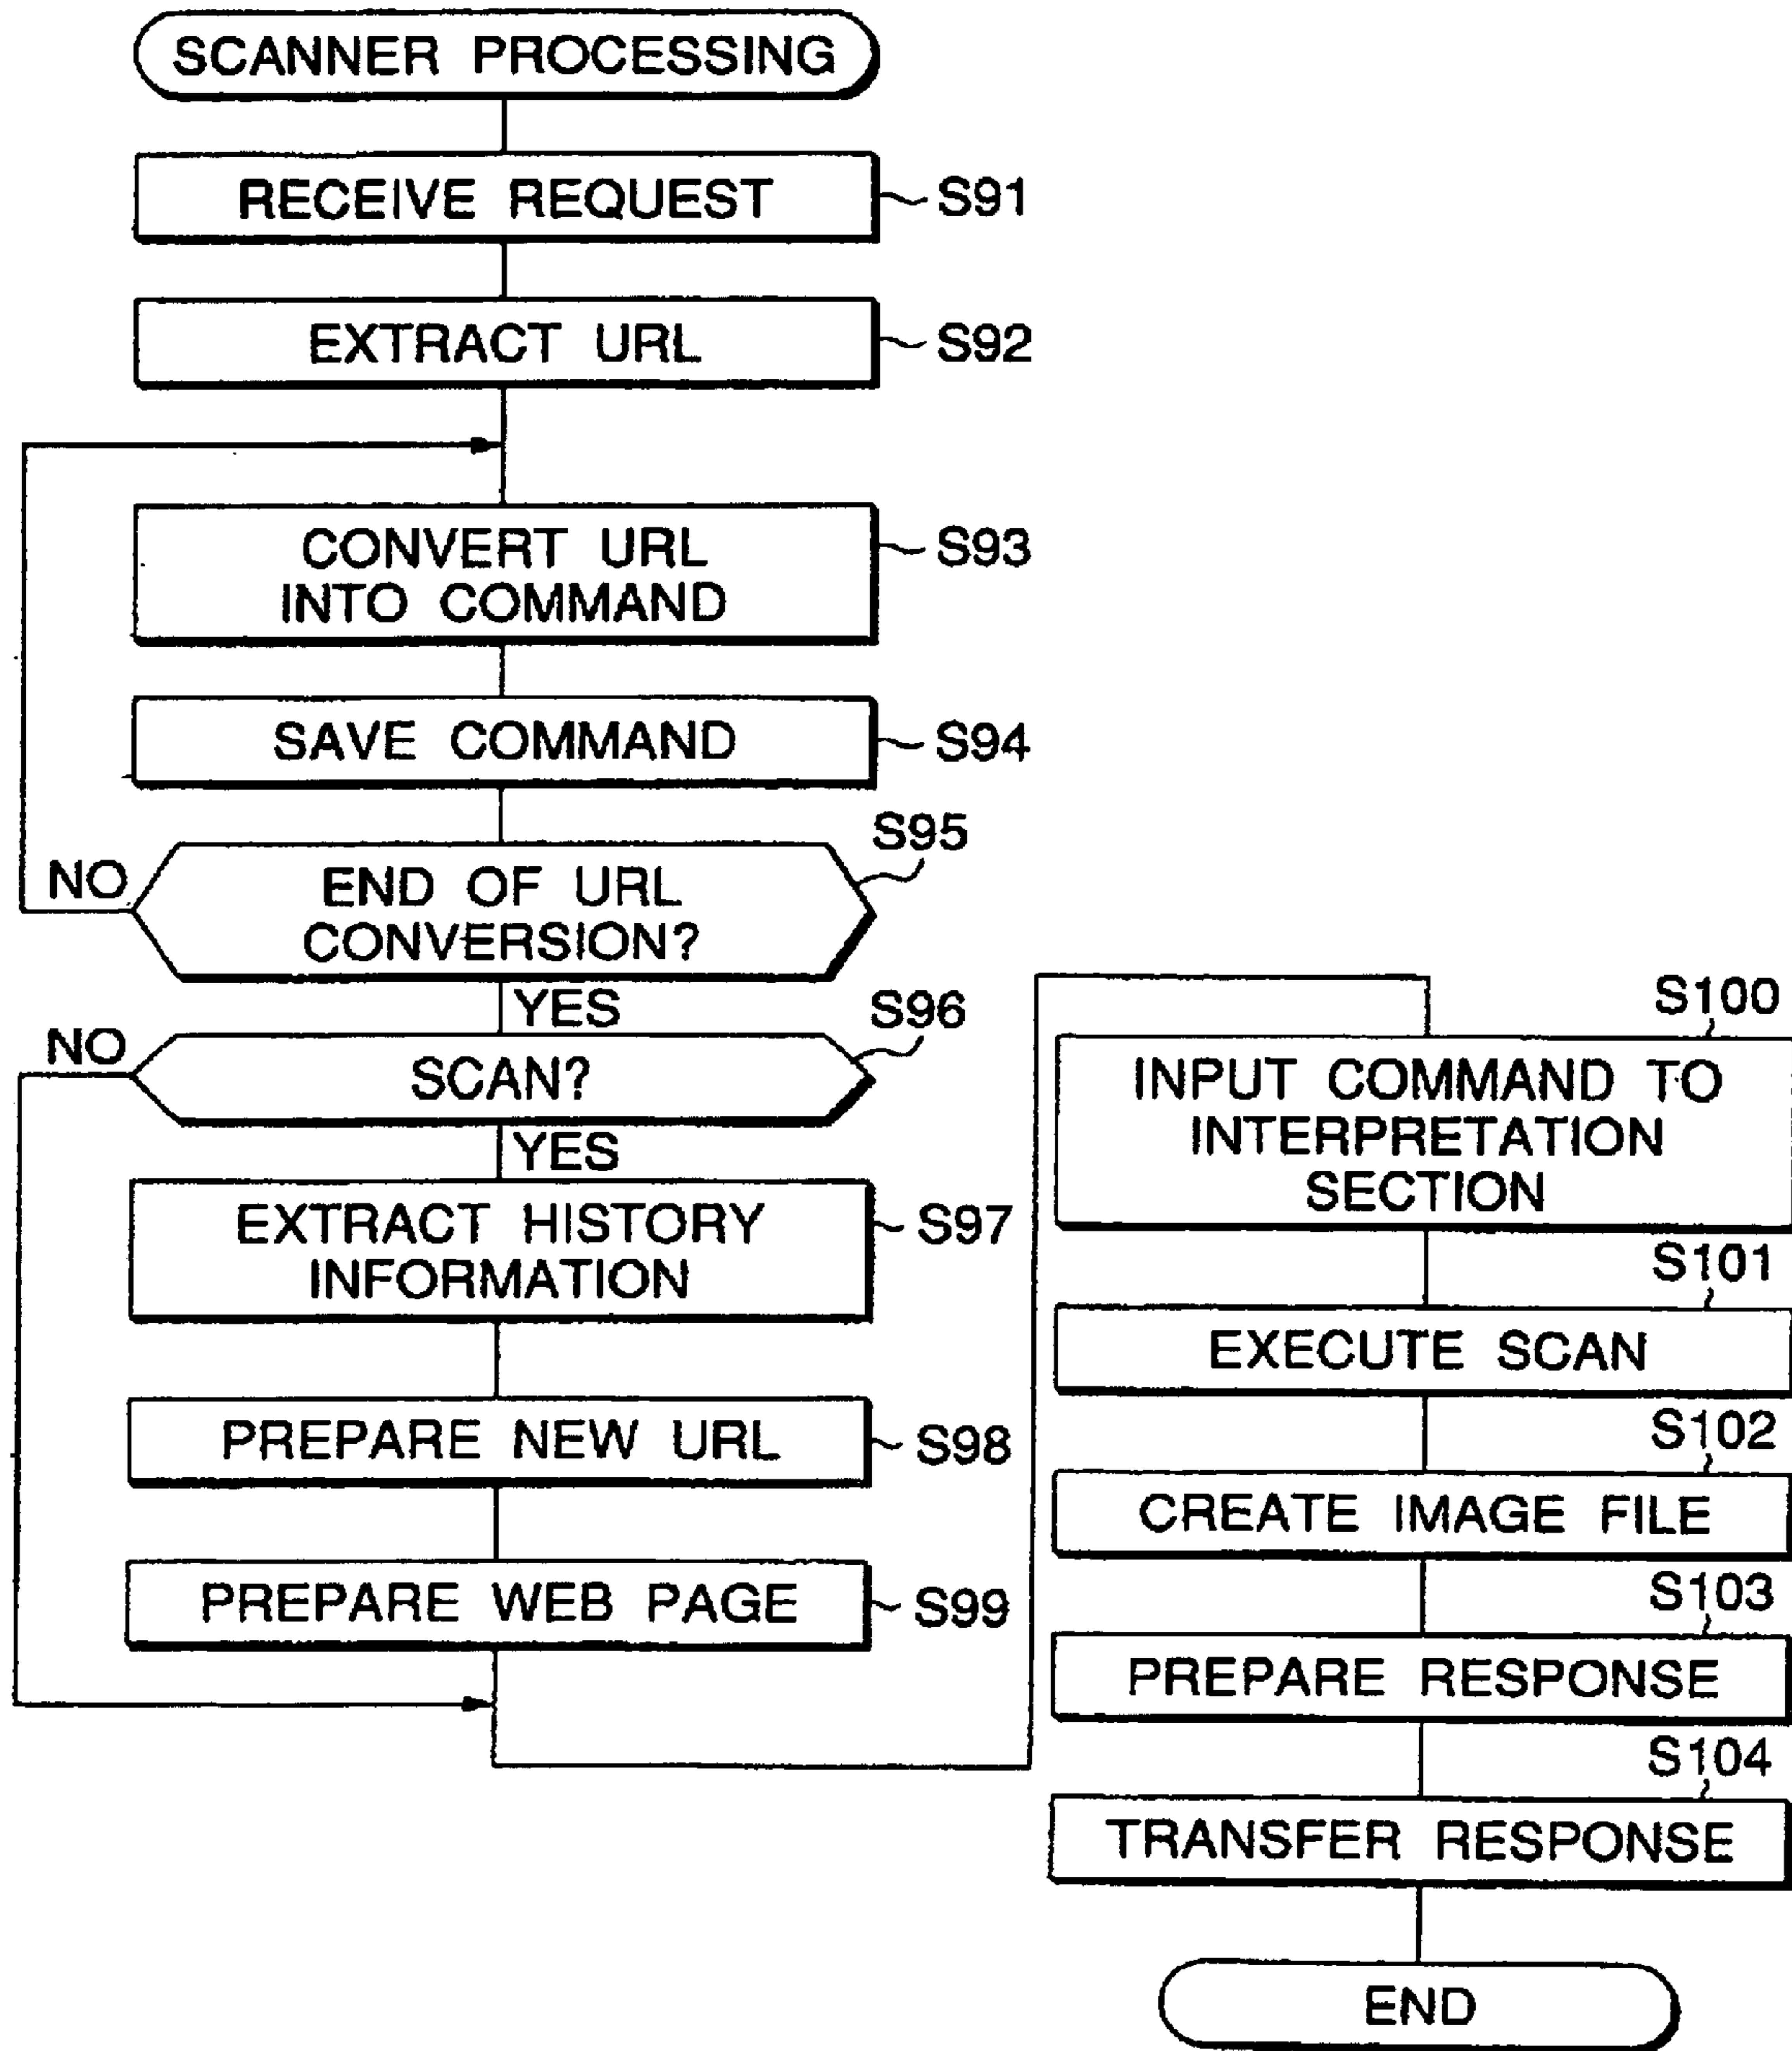 SCANNER PROCESSING
RECEIVE REQUEST
S91
EXTRACT URL
S92
CONVERT URL
INTO COMMAND
S93
SAVE COMMAND
S94
S95
NO
END OF URL
CONVERSION?
YES
S96
NO
SCAN?
YES
EXTRACT HISTORY
INFORMATION
S97
PREPARE NEW URL
S98
PREPARE WEB PAGE
S99
S100
INPUT COMMAND TO
INTERPRETATION
SECTION
S101
EXECUTE SCAN
S102
CREATE IMAGE FILE
S103
PREPARE RESPONSE
S104
TRANSFER RESPONSE
END